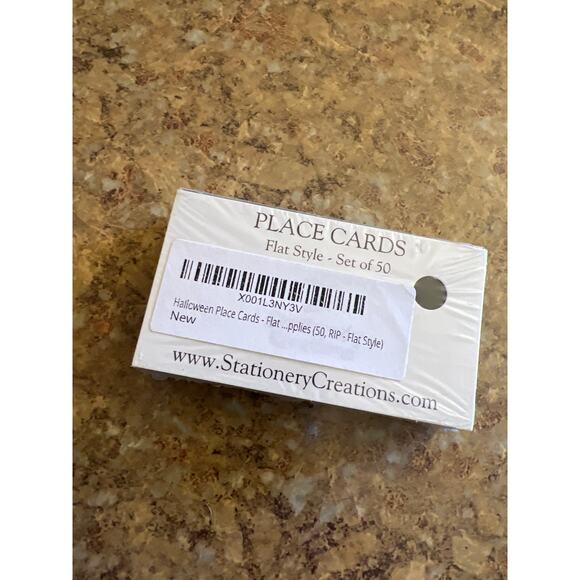 PLACE CARDS
Flat Style - Set of 50
X001L3NY3V
Halloween Place Cards - Flat ...pplies (50, RIP - Flat Style)
New
www.StationeryCreations.com